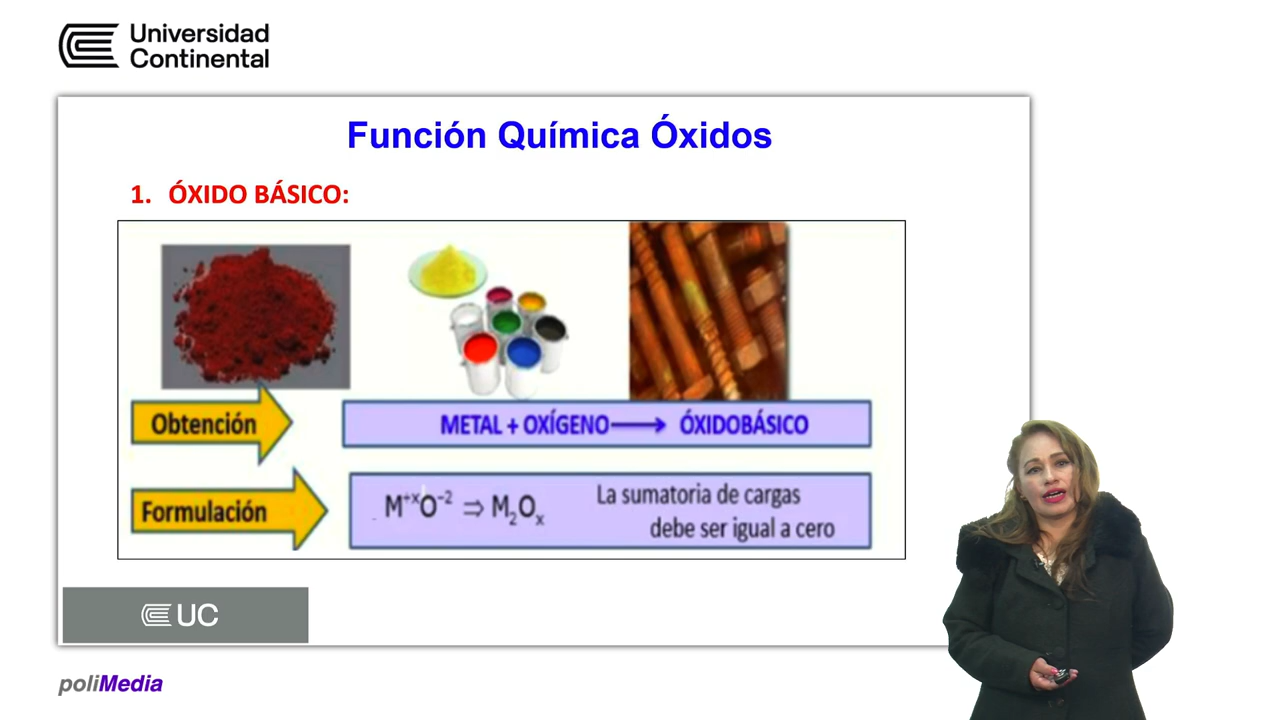 Universidad
Continental
Función Química Óxidos
1. ÓXIDO BÁSICO:
Obtención
METAL + OXÍGENO⟶ ÓXIDOBÁSICO
Formulación
M⁺ˣO⁻² ⇒ M₂Oₓ
La sumatoria de cargas
debe ser igual a cero
UC
poliMedia